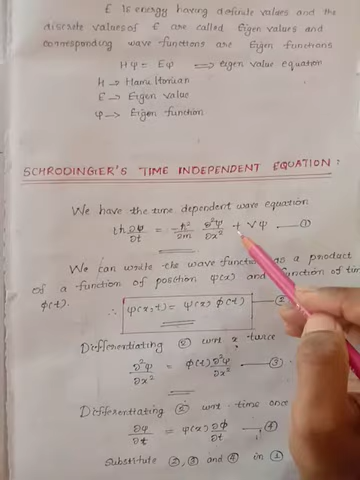 E is energy having definite values and the
discrete values of E are called Eigen values and
corresponding wave functions are Eigen functions
Hψ = Eψ ⟹ eigen value equation
H → Hamiltonian
E → Eigen value
ψ → Eigen function
SCHRODINGER'S TIME INDEPENDENT EQUATION:
We have the time dependent wave equation
iħ ∂ψ/∂t = -ħ²/2m ∂²ψ/∂x² + Vψ —①
We can write the wave function as a product
of a function of position ψ(x) and function of time
ϕ(t).
∴ ψ(x,t) = ψ(x) ϕ(t) —②
Differentiating ② wrt x twice
∂²ψ/∂x² = ϕ(t) ∂²ψ/∂x² —③
Differentiating ② wrt time once
∂ψ/∂t = ψ(x) ∂ϕ/∂t —④
Substitute ②, ③ and ④ in ①